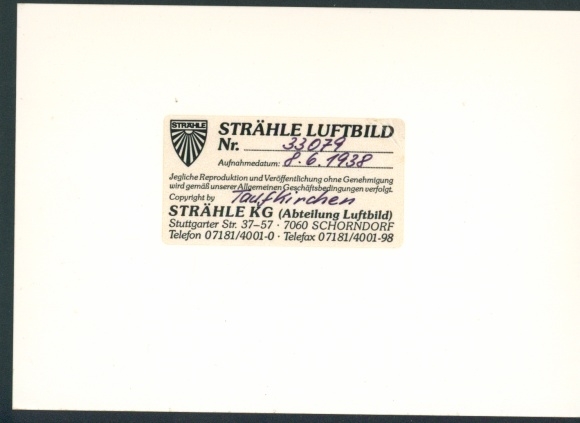 STRÄHLE
STRÄHLE LUFTBILD
Nr. 33079
Aufnahmedatum: 8.6.1938
Jegliche Reproduktion und Veröffentlichung ohne Genehmigung
wird gemäß unserer Allgemeinen Geschäftsbedingungen verfolgt.
Copyright by Taufkirchen
STRÄHLE KG (Abteilung Luftbild)
Stuttgarter Str. 37–57 · 7060 SCHORNDORF
Telefon 07181/4001-0 · Telefax 07181/4001-98